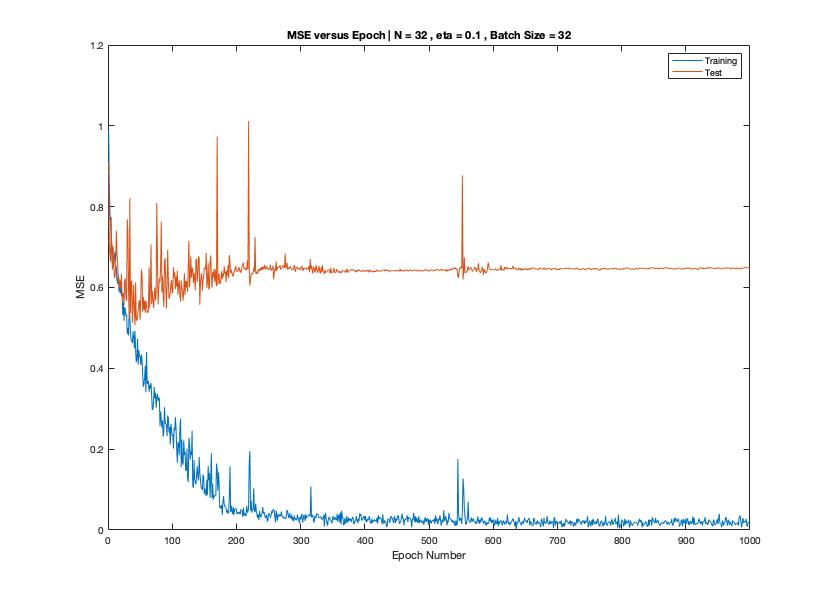 MSE versus Epoch | N = 32 , eta = 0.1 , Batch Size = 32
Training
Test
1.2
1
0.8
0.6
0.4
0.2
0
MSE
0 100 200 300 400 500 600 700 800 900 1000
Epoch Number